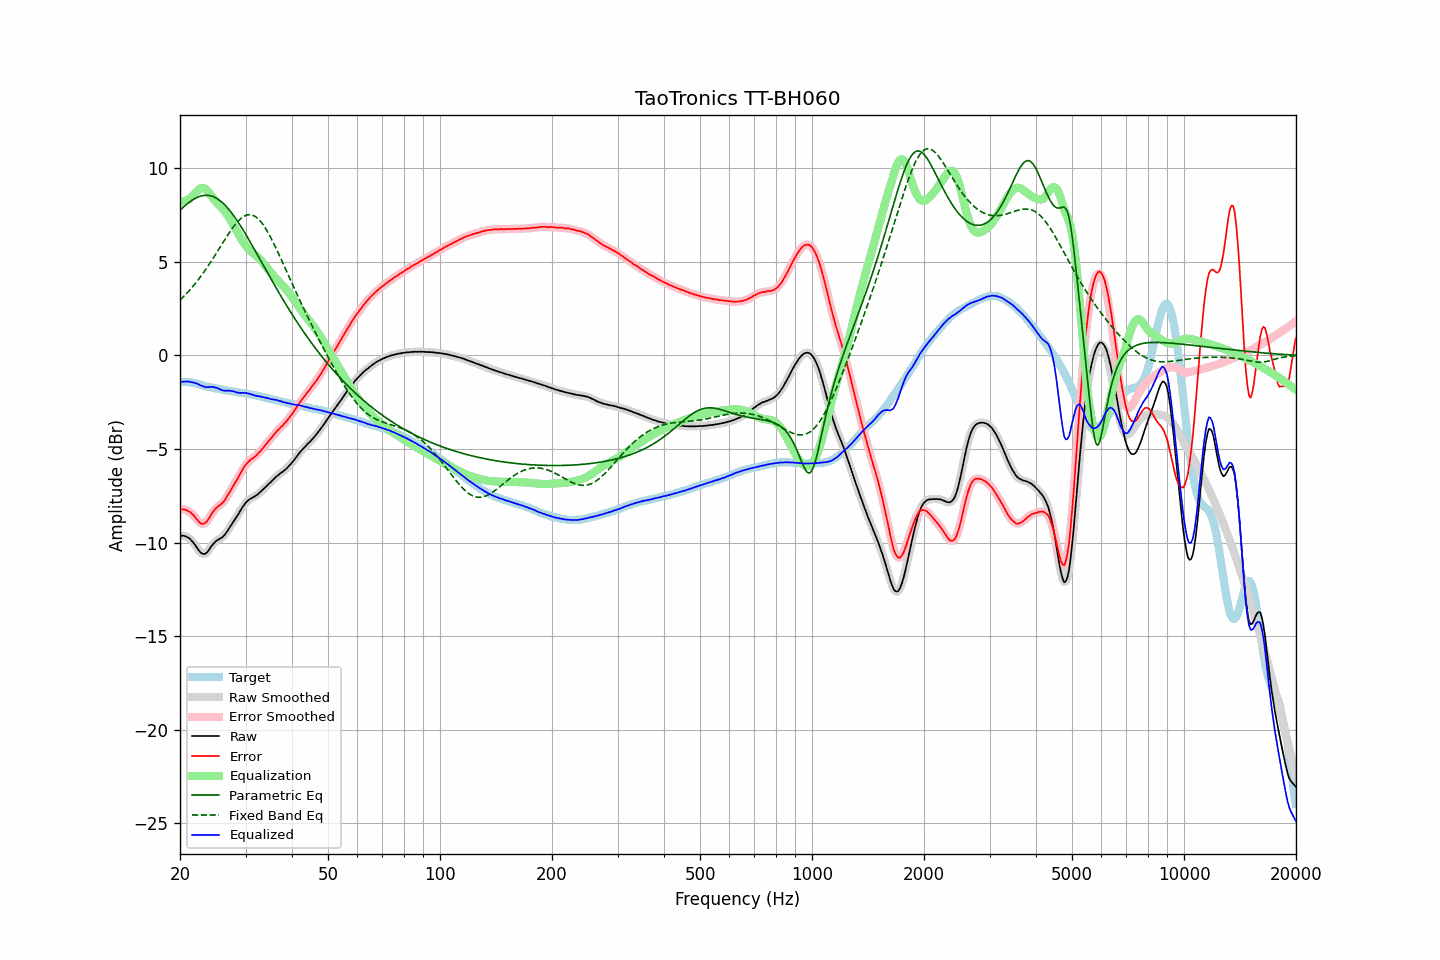 TaoTronics TT-BH060
Amplitude (dBr)
10
5
0
−5
−10
−15
−20
−25
Target
Raw Smoothed
Error Smoothed
Raw
Error
Equalization
Parametric Eq
Fixed Band Eq
Equalized
20 50 100 200 500 1000 2000 5000 10000 20000
Frequency (Hz)